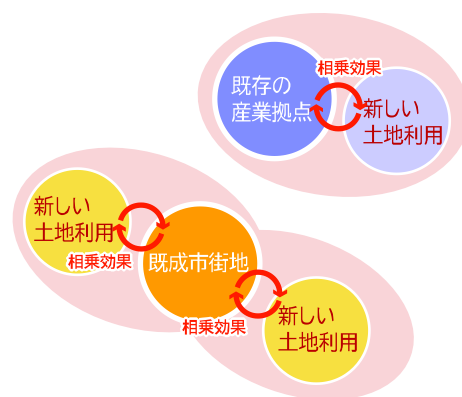 相乗効果
既存の
産業拠点
新しい
土地利用
新しい
土地利用
相乗効果
既成市街地
相乗効果
新しい
土地利用